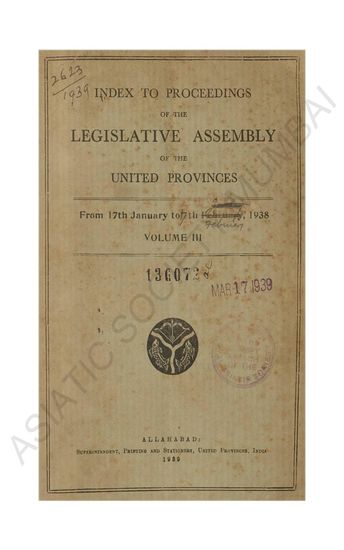 2623
1939
INDEX TO PROCEEDINGS
OF THE
LEGISLATIVE ASSEMBLY
OF THE
UNITED PROVINCES
From 17th January to 7th February, 1938
February
VOLUME III
MAR 17 1939
ALLAHABAD:
SUPERINTENDENT, PRINTING AND STATIONERY, UNITED PROVINCES, INDIA
1939
ASIATIC SOCIETY MUMBAI